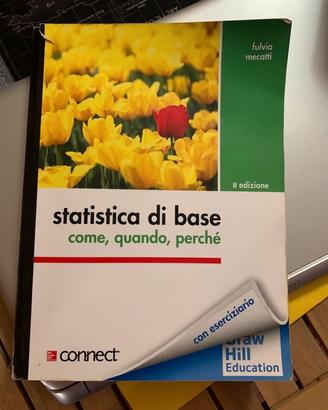 fulvia
mecatti
II edizione
statistica di base
come, quando, perché
con eserciziario
connect
Graw
Hill
Education